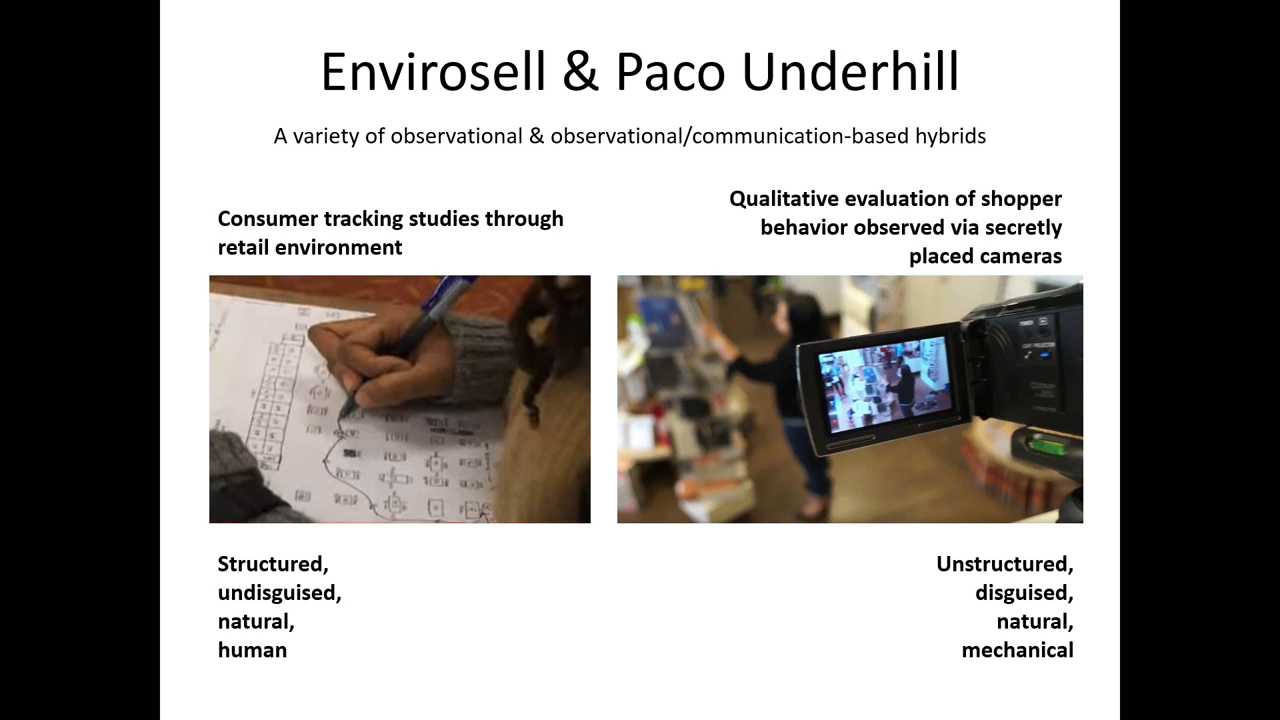 Envirosell & Paco Underhill
A variety of observational & observational/communication-based hybrids
Consumer tracking studies through
retail environment
Qualitative evaluation of shopper
behavior observed via secretly
placed cameras
Structured,
undisguised,
natural,
human
Unstructured,
disguised,
natural,
mechanical